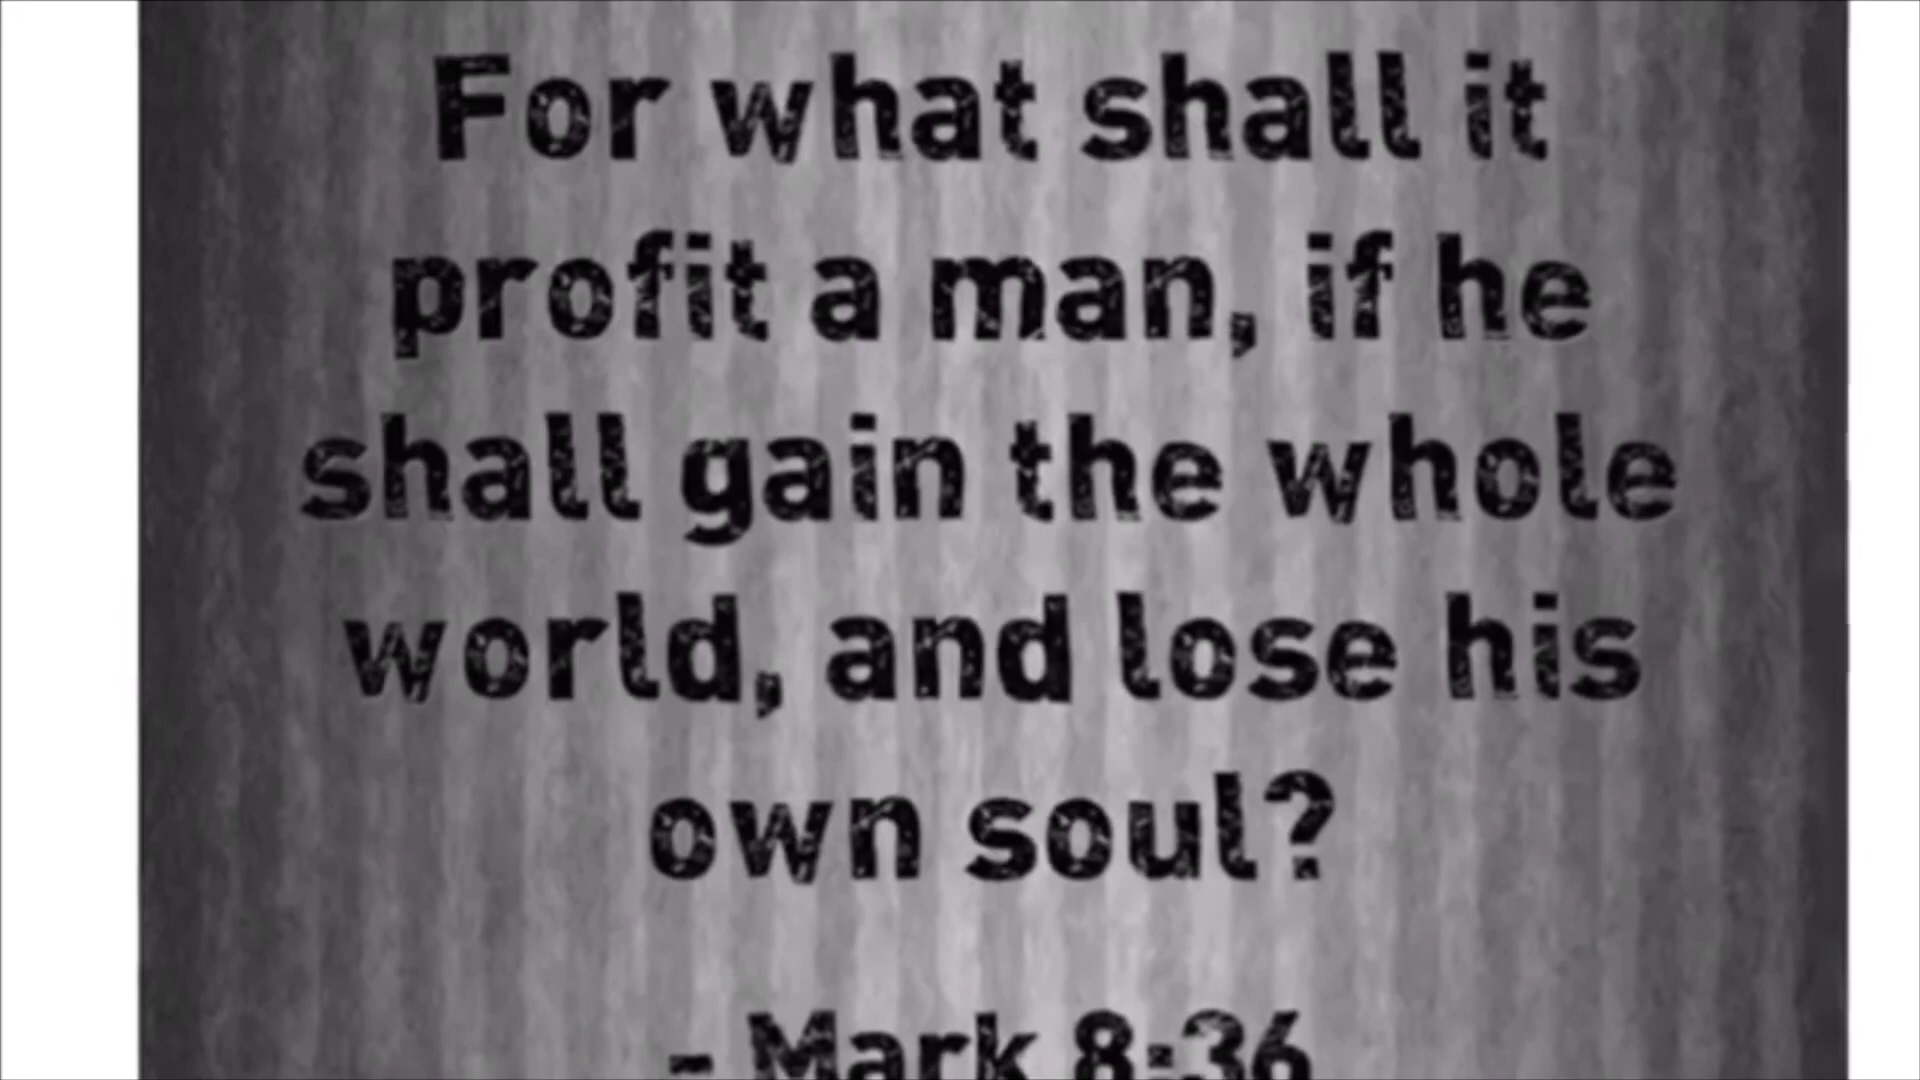 For what shall it
profit a man, if he
shall gain the whole
world, and lose his
own soul?
- Mark 8:36